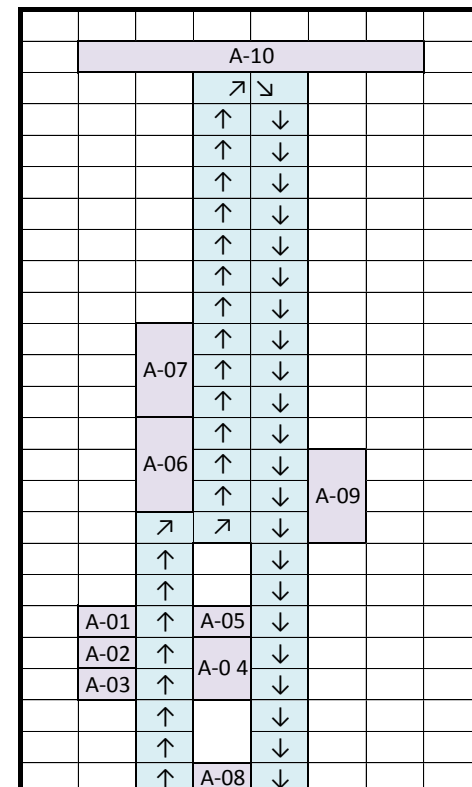 A-10
↗ ↘
↑ ↓
↑ ↓
↑ ↓
↑ ↓
↑ ↓
↑ ↓
↑ ↓
↑ ↓
A-07 ↑ ↓
↑ ↓
↑ ↓
A-06 ↑ ↓
↑ ↓ A-09
↑ ↓
↗ ↗ ↓
↑ ↓
↑ ↓
A-01 ↑ A-05 ↓
A-02 ↑ A-0 4 ↓
A-03 ↑ ↓
↑ ↓
↑ ↓
↑ A-08 ↓